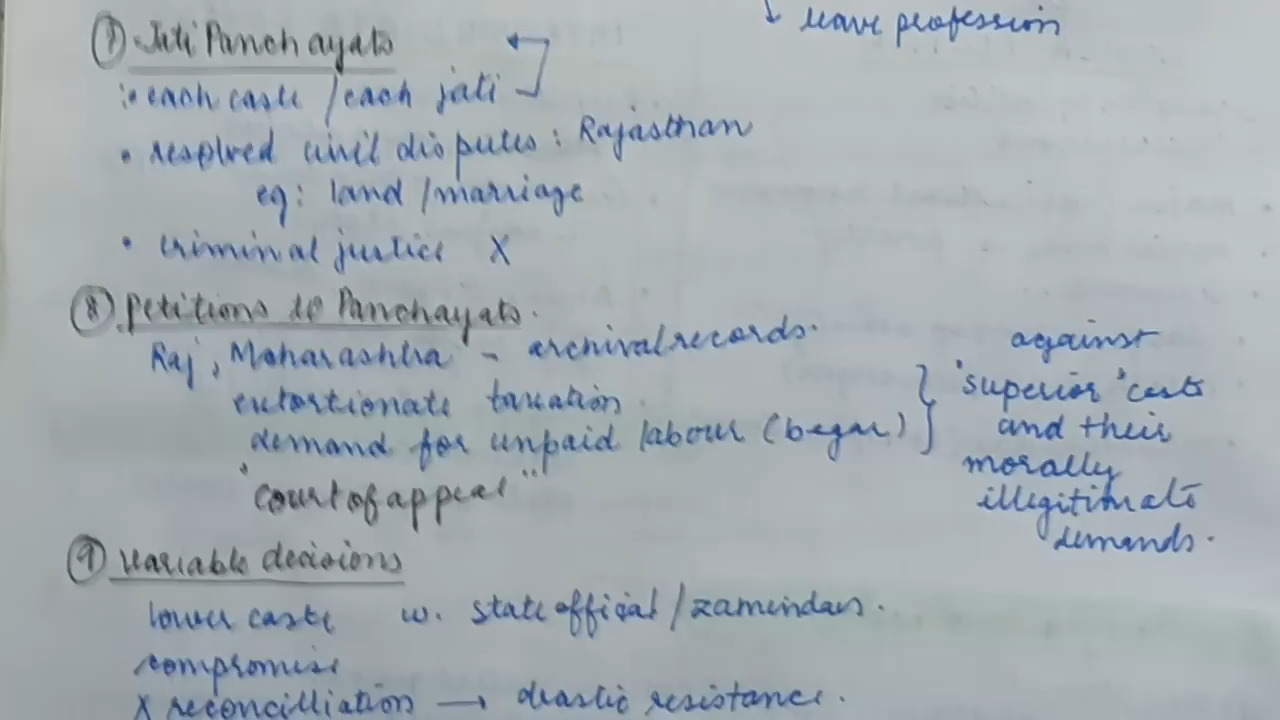 ↓ leave profession
⑦ Jati Panchayats
: each caste / each jati
• resolved civil disputes : Rajasthan
eg: land / marriage
• criminal justice X
⑧ Petitions to Panchayats.
Raj, Maharashtra - archival records.
extortionate taxation.
demand for unpaid labour (begar)
"court of appeal"
against
'superior' caste
and their
morally
illegitimate
demands.
⑨ Variable decisions
lower caste w. state official / zamindars.
compromise
X reconcilliation → drastic resistance.